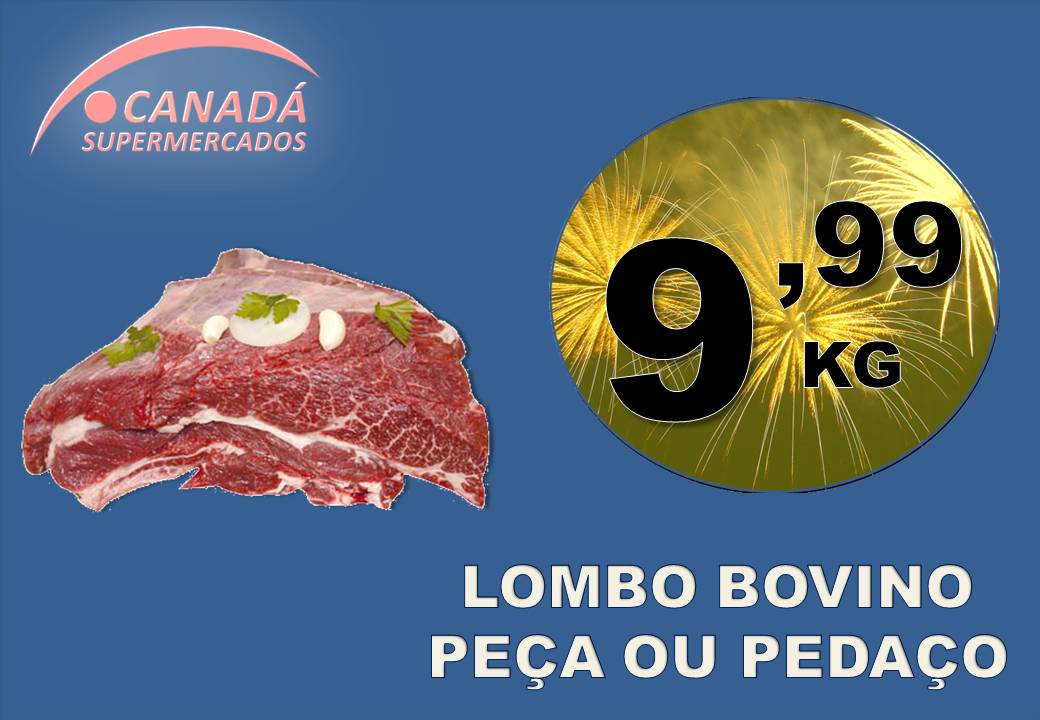 CANADÁ
SUPERMERCADOS
9,99
KG
LOMBO BOVINO
PEÇA OU PEDAÇO